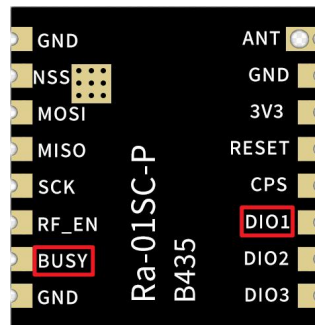 GND
NSS
MOSI
MISO
SCK
RF_EN
BUSY
GND
Ra-01SC-P
B435
ANT
GND
3V3
RESET
CPS
DIO1
DIO2
DIO3